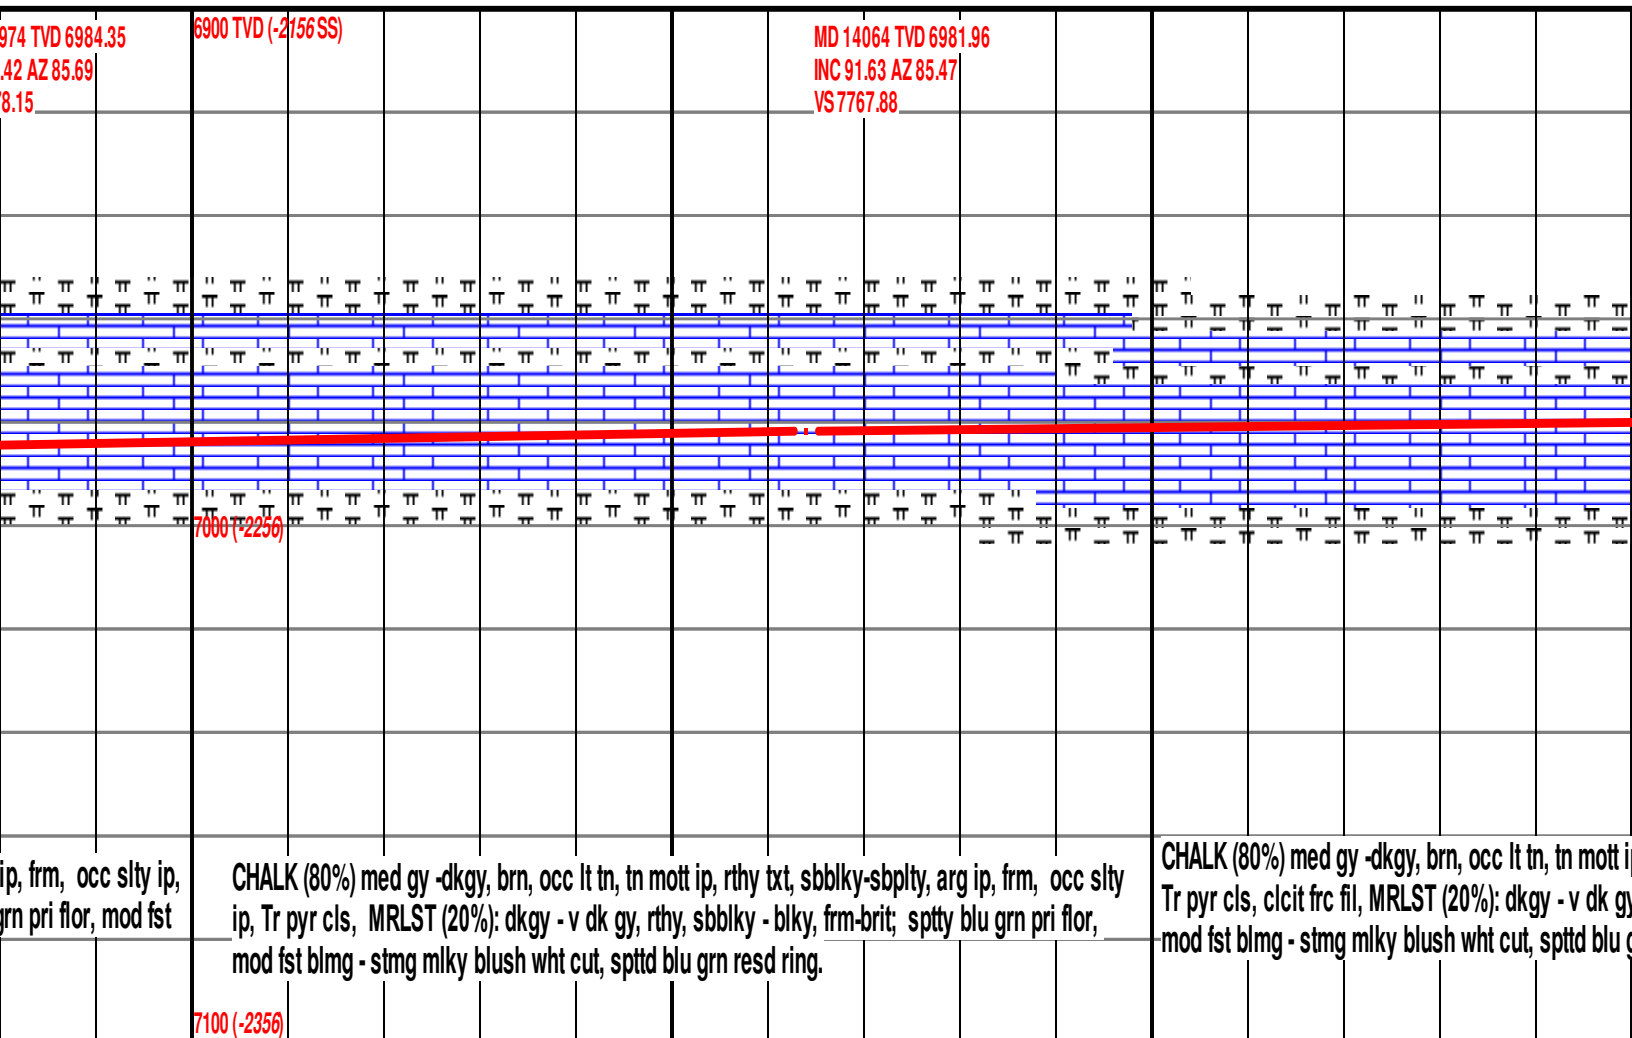 974 TVD 6984.35
.42 AZ 85.69
78.15
6900 TVD (-2156 SS)
MD 14064 TVD 6981.96
INC 91.63 AZ 85.47
VS 7767.88
7000 (-2256)
ip, frm, occ slty ip,
grn pri flor, mod fst
CHALK (80%) med gy -dkgy, brn, occ lt tn, tn mott ip, rthy txt, sbblky-sbplty, arg ip, frm, occ slty
ip, Tr pyr cls, MRLST (20%): dkgy - v dk gy, rthy, sbblky - blky, frm-brit; sptty blu grn pri flor,
mod fst blmg - stmg mlky blush wht cut, spttd blu grn resd ring.
CHALK (80%) med gy -dkgy, brn, occ lt tn, tn mott ip
Tr pyr cls, clcit frc fil, MRLST (20%): dkgy - v dk gy
mod fst blmg - stmg mlky blush wht cut, spttd blu g
7100 (-2356)